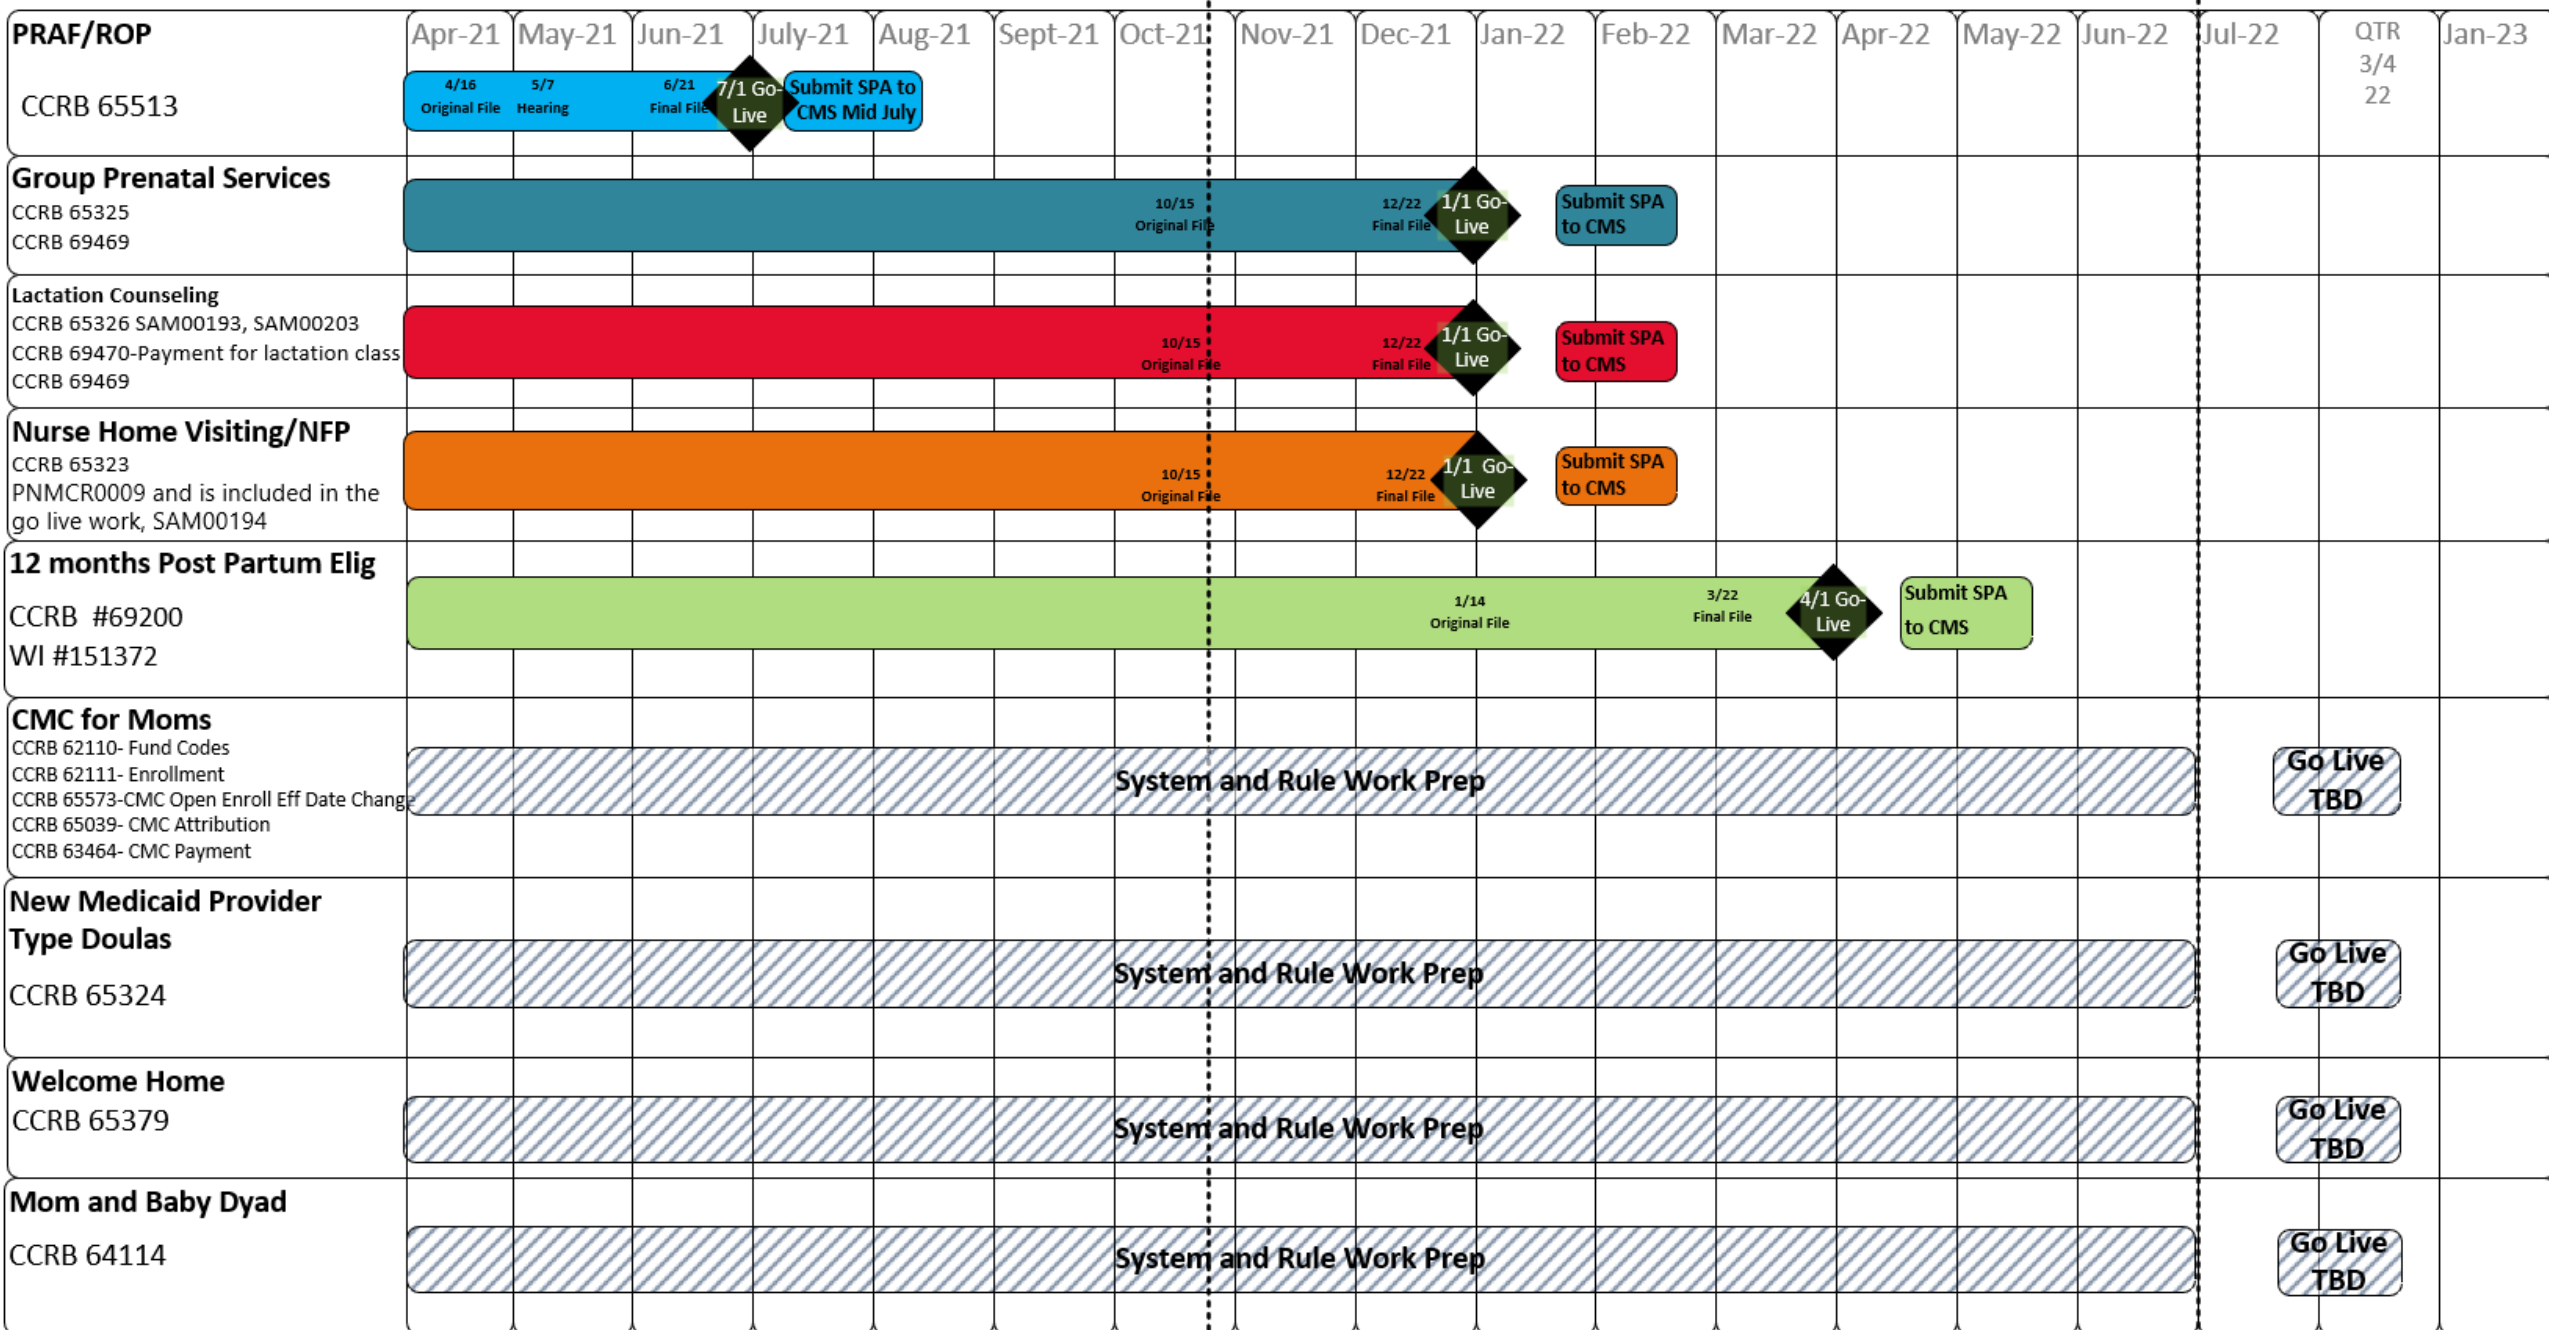 PRAF/ROP
CCRB 65513
Apr-21
May-21
Jun-21
July-21
Aug-21
Sept-21
Oct-21
Nov-21
Dec-21
Jan-22
Feb-22
Mar-22
Apr-22
May-22
Jun-22
Jul-22
QTR
3/4
22
Jan-23
4/16
Original File
5/7
Hearing
6/21
Final File
7/1 Go-
Live
Submit SPA to
CMS Mid July
Group Prenatal Services
CCRB 65325
CCRB 69469
10/15
Original File
12/22
Final File
1/1 Go-
Live
Submit SPA
to CMS
Lactation Counseling
CCRB 65326 SAM00193, SAM00203
CCRB 69470-Payment for lactation class
CCRB 69469
10/15
Original File
12/22
Final File
1/1 Go-
Live
Submit SPA
to CMS
Nurse Home Visiting/NFP
CCRB 65323
PNMCR0009 and is included in the
go live work, SAM00194
10/15
Original File
12/22
Final File
1/1 Go-
Live
Submit SPA
to CMS
12 months Post Partum Elig
CCRB #69200
WI #151372
1/14
Original File
3/22
Final File
4/1 Go-
Live
Submit SPA
to CMS
CMC for Moms
CCRB 62110- Fund Codes
CCRB 62111- Enrollment
CCRB 65573-CMC Open Enroll Eff Date Change
CCRB 65039- CMC Attribution
CCRB 63464- CMC Payment
System and Rule Work Prep
Go Live
TBD
New Medicaid Provider
Type Doulas
CCRB 65324
System and Rule Work Prep
Go Live
TBD
Welcome Home
CCRB 65379
System and Rule Work Prep
Go Live
TBD
Mom and Baby Dyad
CCRB 64114
System and Rule Work Prep
Go Live
TBD